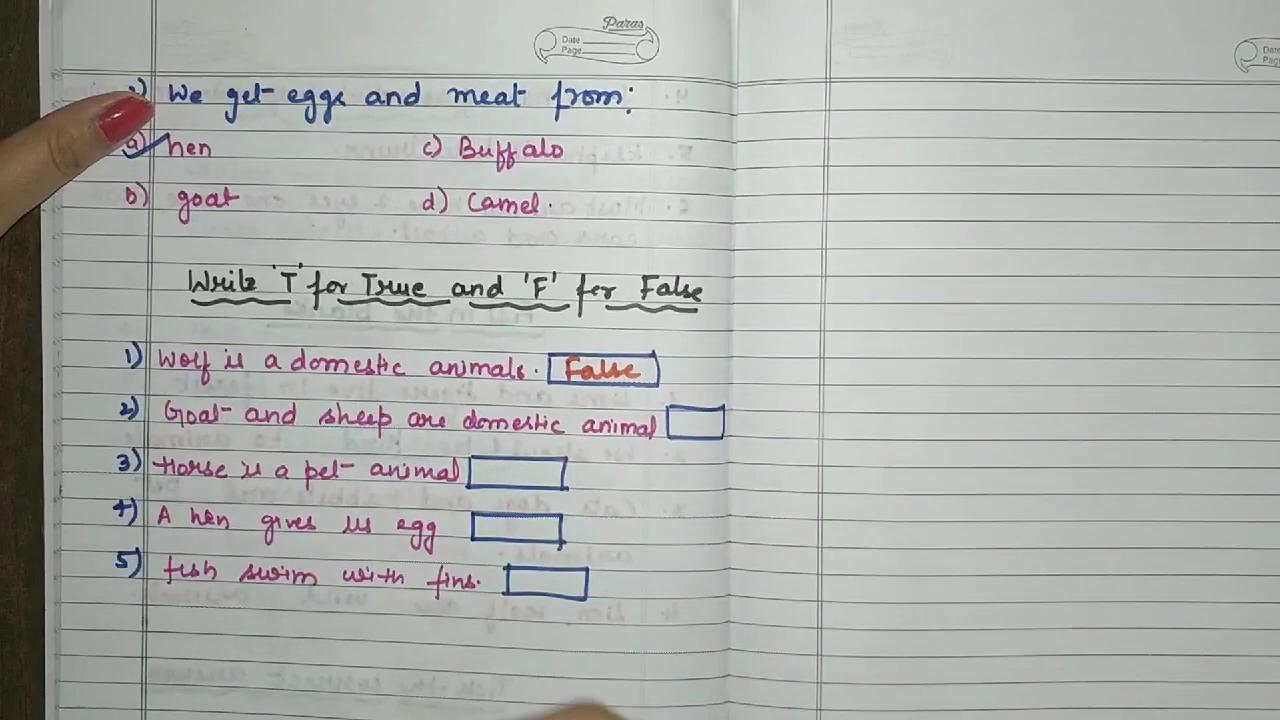 Paras
Date
Page
Date
Page
We get eggs and meat from:
a) hen c) Buffalo
b) goat d) Camel.
Write 'T' for True and 'F' for False
1) Wolf is a domestic animals. False
2) Goat and sheep are domestic animal
3) Horse is a pet animal
4) A hen gives us egg
5) fish swim with fins.